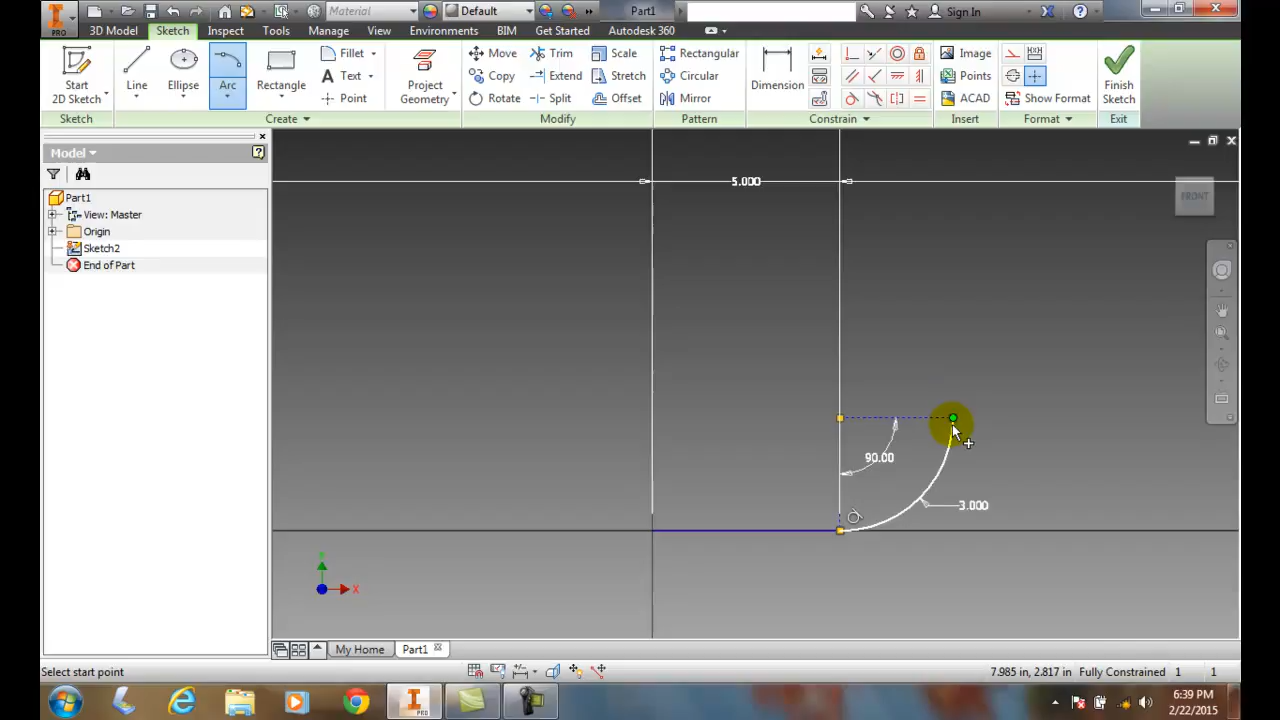 Material
Default
Part1
Sign In
PRO
3D Model Sketch Inspect Tools Manage View Environments BIM Get Started Autodesk 360
Start
2D Sketch
Line
Ellipse
Arc
Rectangle
Fillet
Text
Point
Project
Geometry
Move
Copy
Rotate
Trim
Extend
Split
Scale
Stretch
Offset
Rectangular
Circular
Mirror
Dimension
Image
Points
ACAD
Show Format
Finish
Sketch
Sketch Create Modify Pattern Constrain Insert Format Exit
Model
Part1
View: Master
Origin
Sketch2
End of Part
5.000
FRONT
90.00
3.000
X
My Home Part1
Select start point
7.985 in, 2.817 in Fully Constrained 1 1
PRO
6:39 PM
2/22/2015